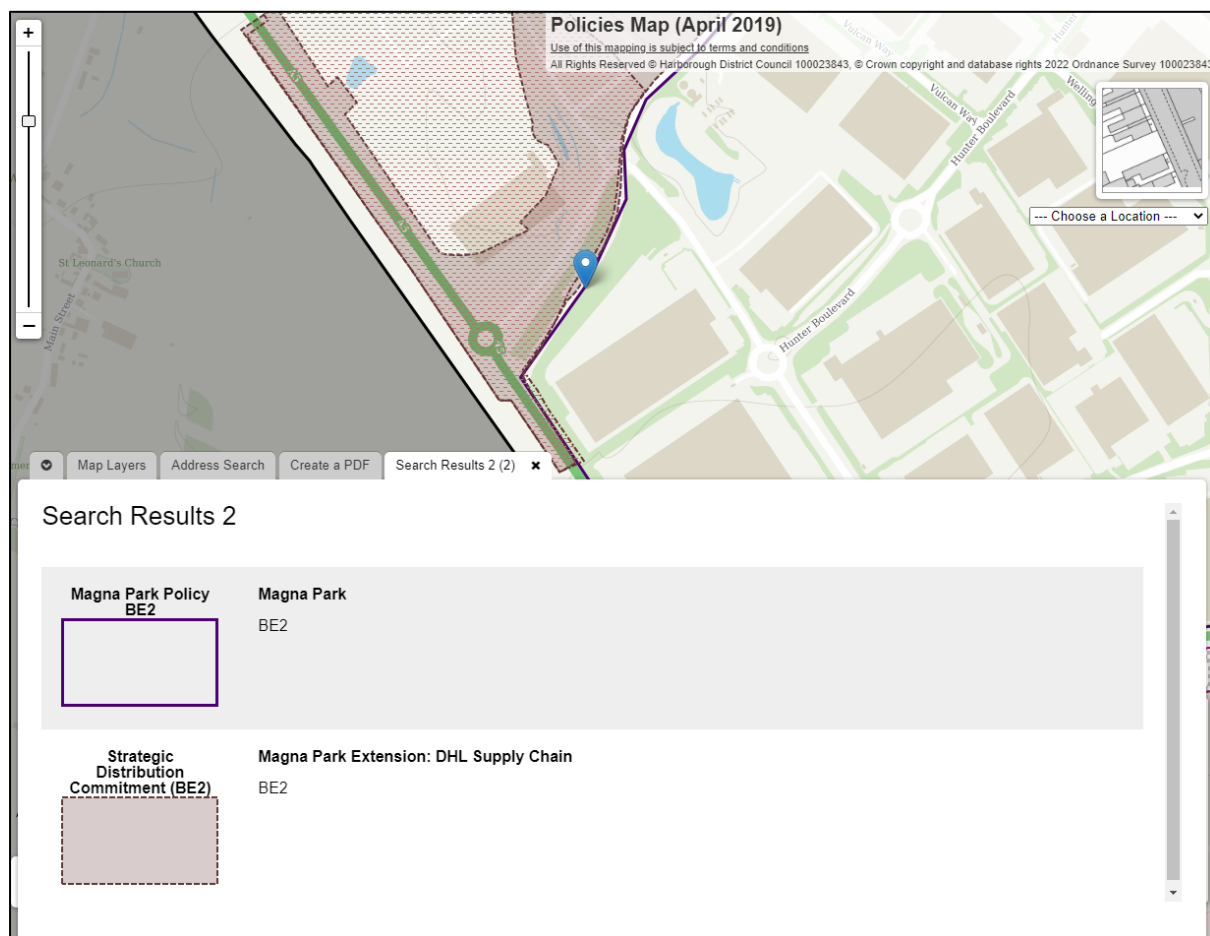 Policies Map (April 2019)
Use of this mapping is subject to terms and conditions
All Rights Reserved © Harborough District Council 100023843, © Crown copyright and database rights 2022 Ordnance Survey 100023843
+
Vulcan Way
Vulcan Way
Hunter Boulevard
A5
--- Choose a Location ---
A5
St Leonard's Church
Main Street
Hunter Boulevard
A5
−
Map Layers
Address Search
Create a PDF
Search Results 2 (2)
Search Results 2
Magna Park Policy
BE2
Magna Park
BE2
Strategic
Distribution
Commitment (BE2)
Magna Park Extension: DHL Supply Chain
BE2